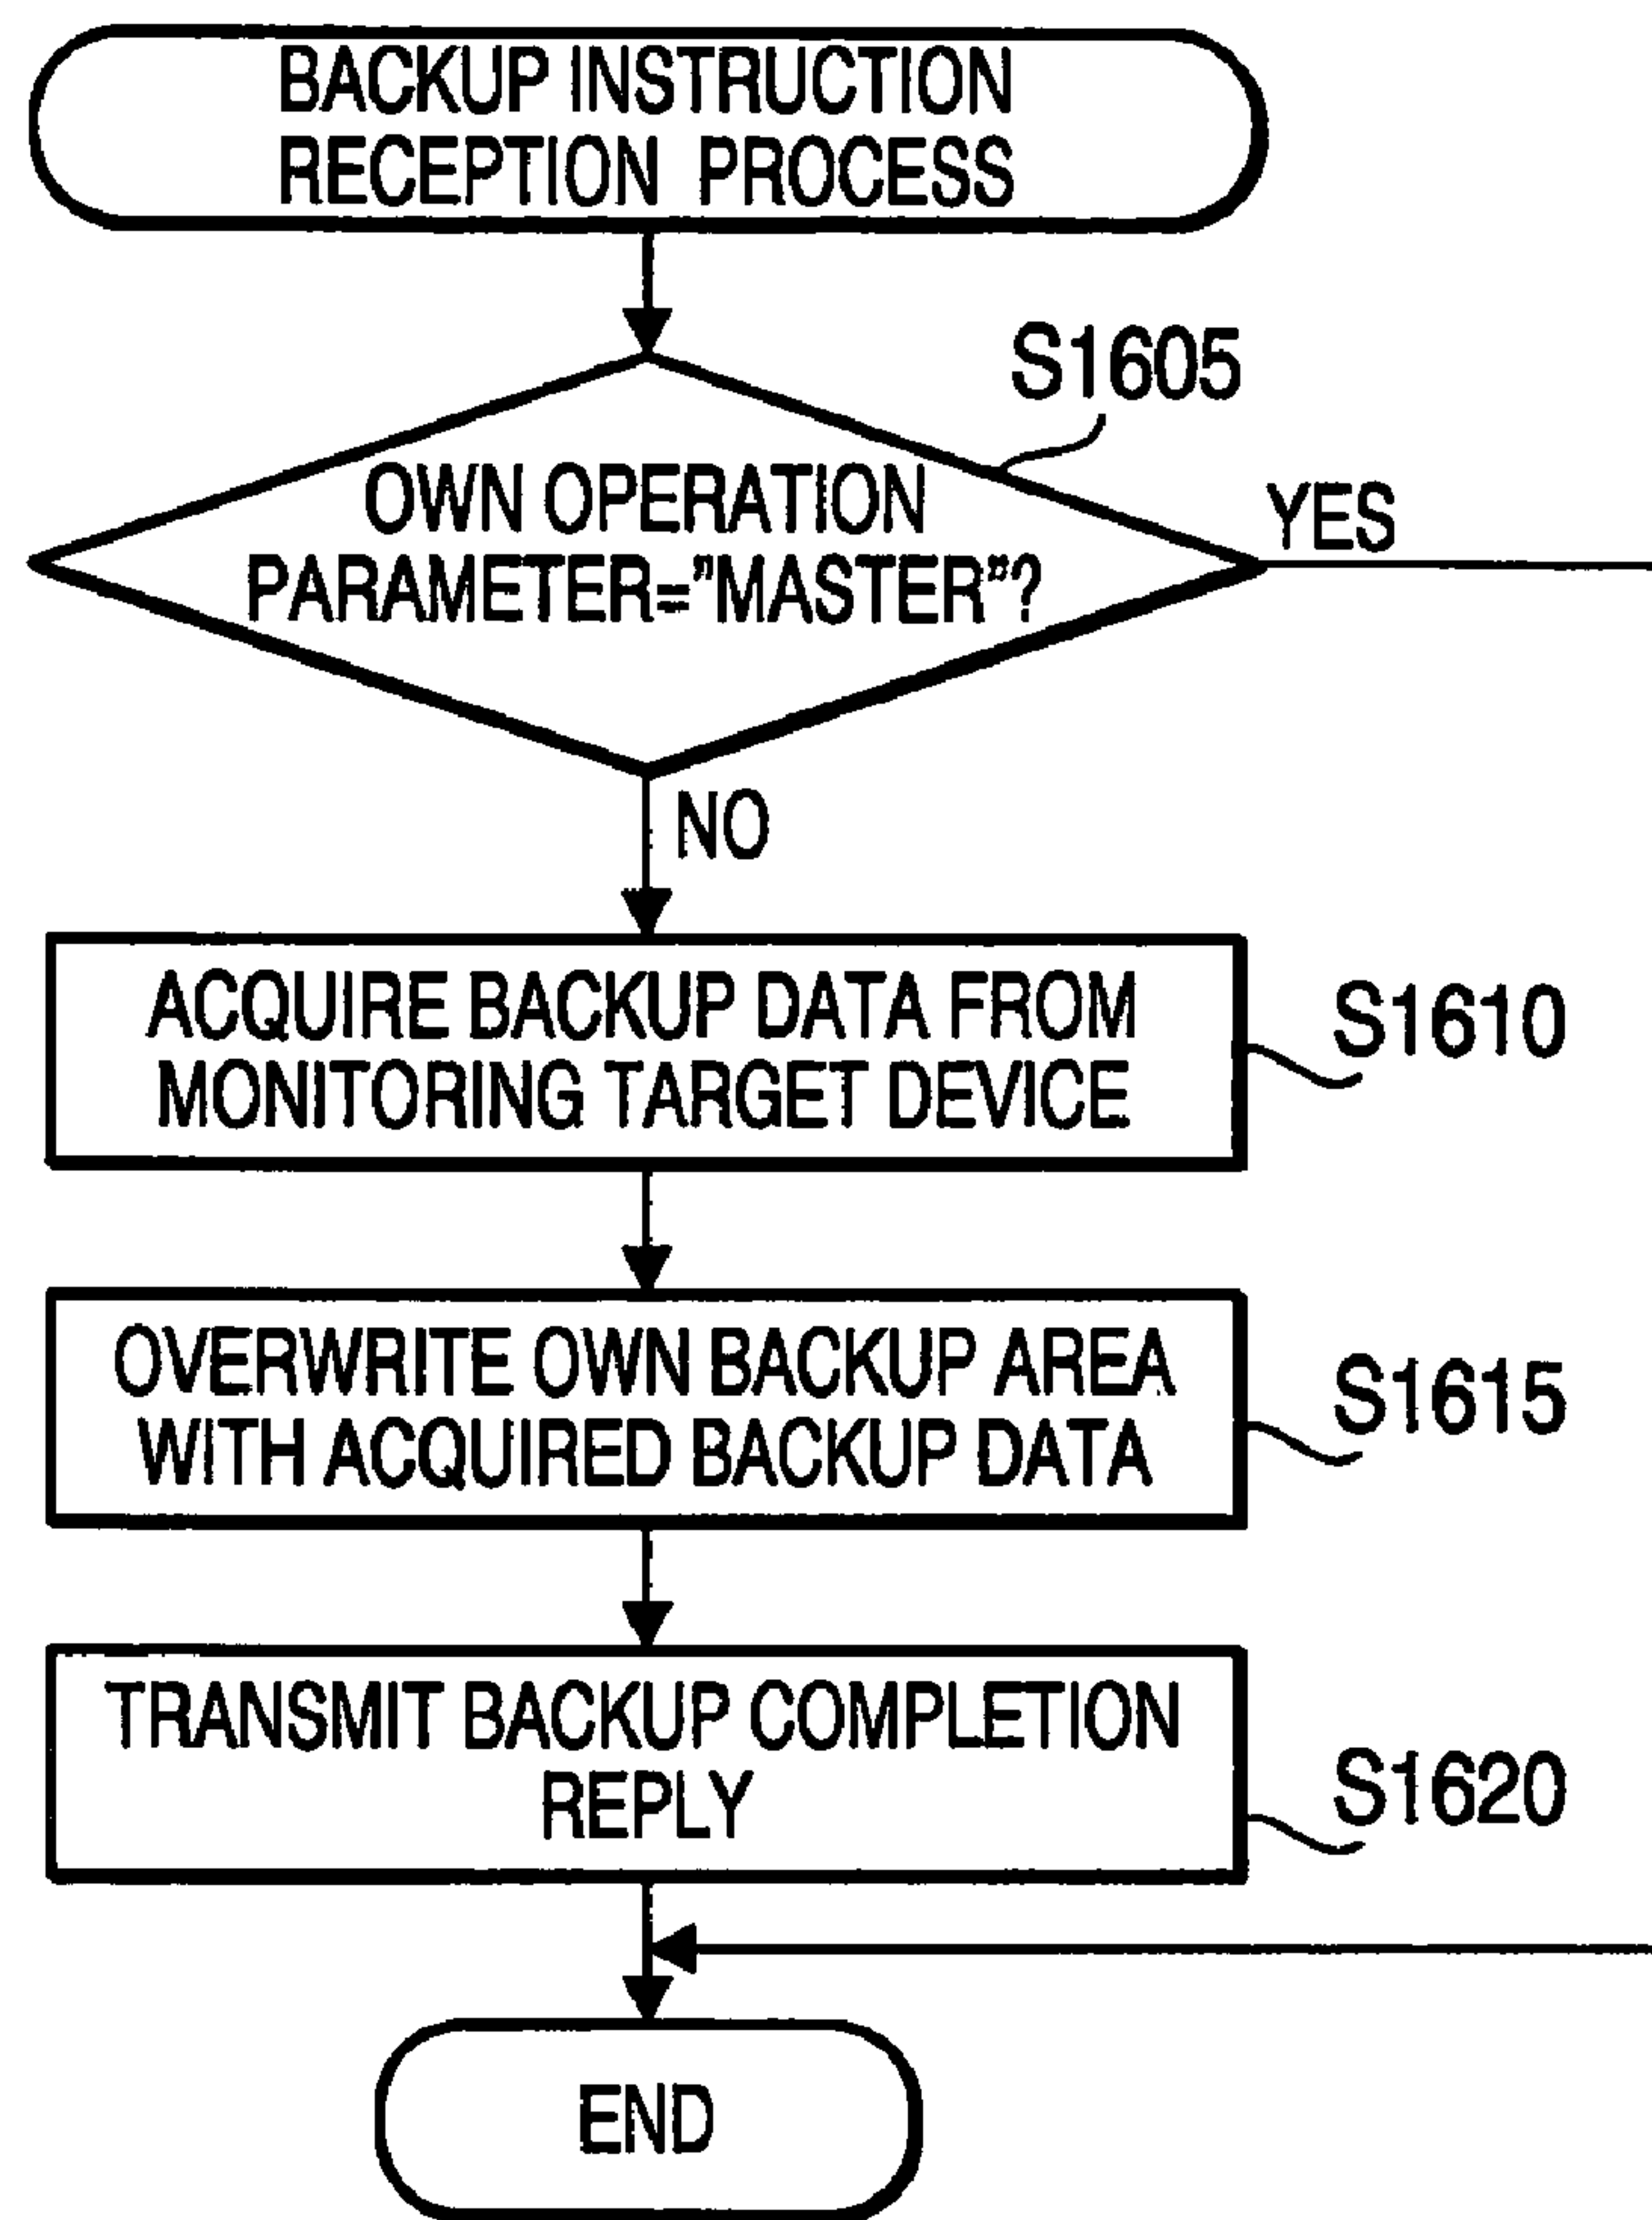 BACKUP INSTRUCTION
RECEPTION PROCESS
S1605
OWN OPERATION
PARAMETER="MASTER"?
YES
NO
ACQUIRE BACKUP DATA FROM
MONITORING TARGET DEVICE
S1610
OVERWRITE OWN BACKUP AREA
WITH ACQUIRED BACKUP DATA
S1615
TRANSMIT BACKUP COMPLETION
REPLY
S1620
END